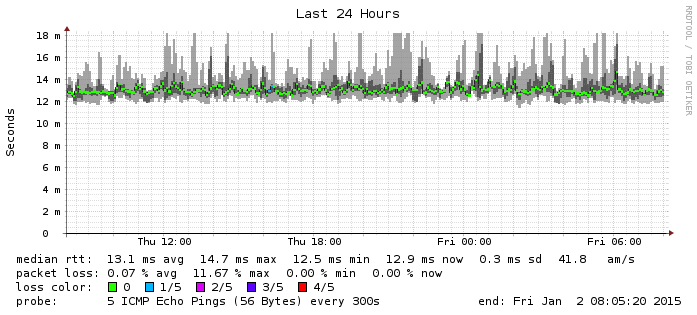 Last 24 Hours
RRDTOOL / TOBI OETIKER
Seconds
18 m
16 m
14 m
12 m
10 m
8 m
6 m
4 m
2 m
0
Thu 12:00 Thu 18:00 Fri 00:00 Fri 06:00
median rtt: 13.1 ms avg 14.7 ms max 12.5 ms min 12.9 ms now 0.3 ms sd 41.8 am/s
packet loss: 0.07 % avg 11.67 % max 0.00 % min 0.00 % now
loss color: 0 1/5 2/5 3/5 4/5
probe: 5 ICMP Echo Pings (56 Bytes) every 300s end: Fri Jan 2 08:05:20 2015